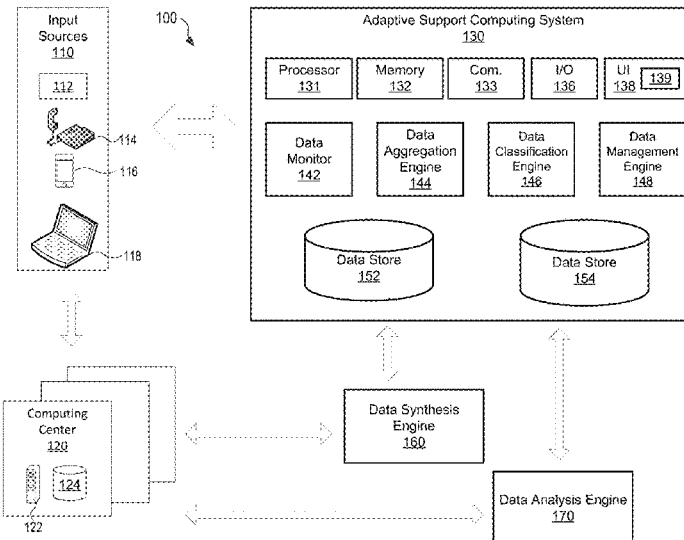 Input
Sources
110
112
114
116
118
100
Adaptive Support Computing System
130
Processor
131
Memory
132
Com.
133
I/O
136
UI
138
139
Data
Monitor
142
Data
Aggregation
Engine
144
Data
Classification
Engine
146
Data
Management
Engine
148
Data Store
152
Data Store
154
Computing
Center
120
124
122
Data Synthesis
Engine
160
Data Analysis Engine
170